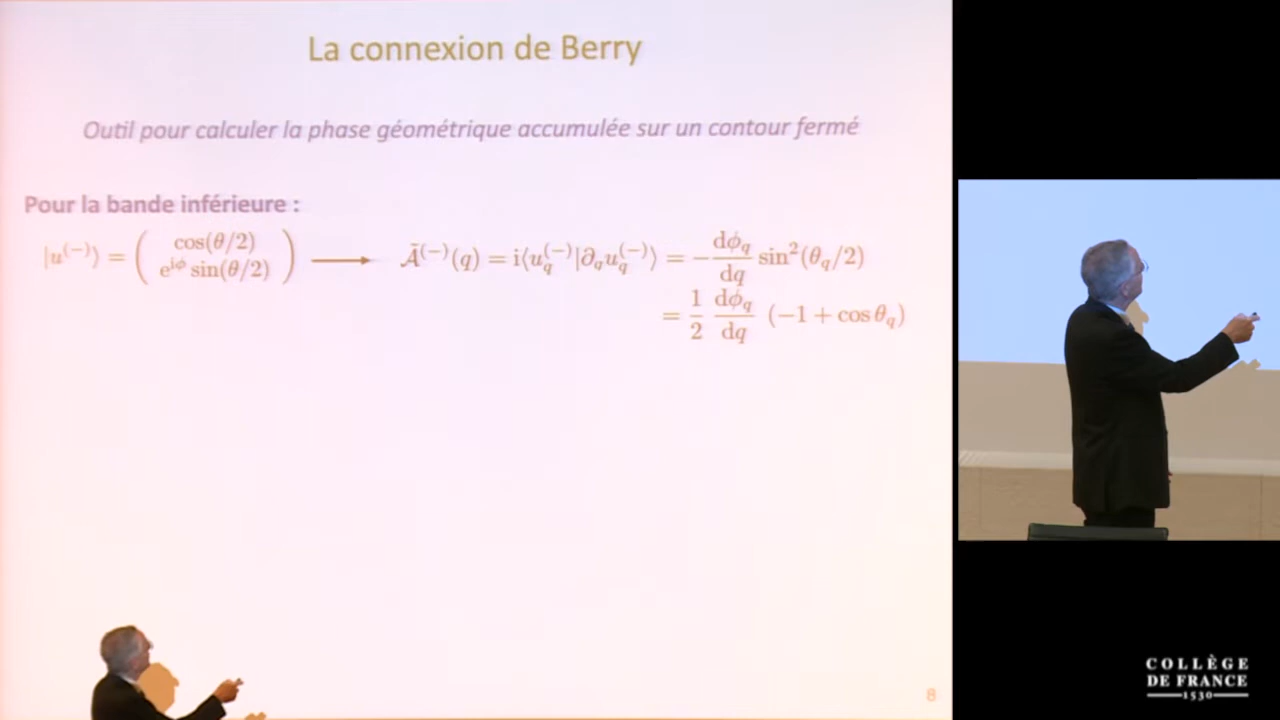 La connexion de Berry
Outil pour calculer la phase géométrique accumulée sur un contour fermé
Pour la bande inférieure :
|u⁽⁻⁾⟩ = ( cos(θ/2) ; e^{iϕ} sin(θ/2) ) ⟶ Ã⁽⁻⁾(q) = i⟨u_q⁽⁻⁾|∂_q u_q⁽⁻⁾⟩ = − dϕ_q/dq sin²(θ_q/2)
= 1/2 dϕ_q/dq (−1 + cos θ_q)
8
COLLÈGE
DE FRANCE
1530